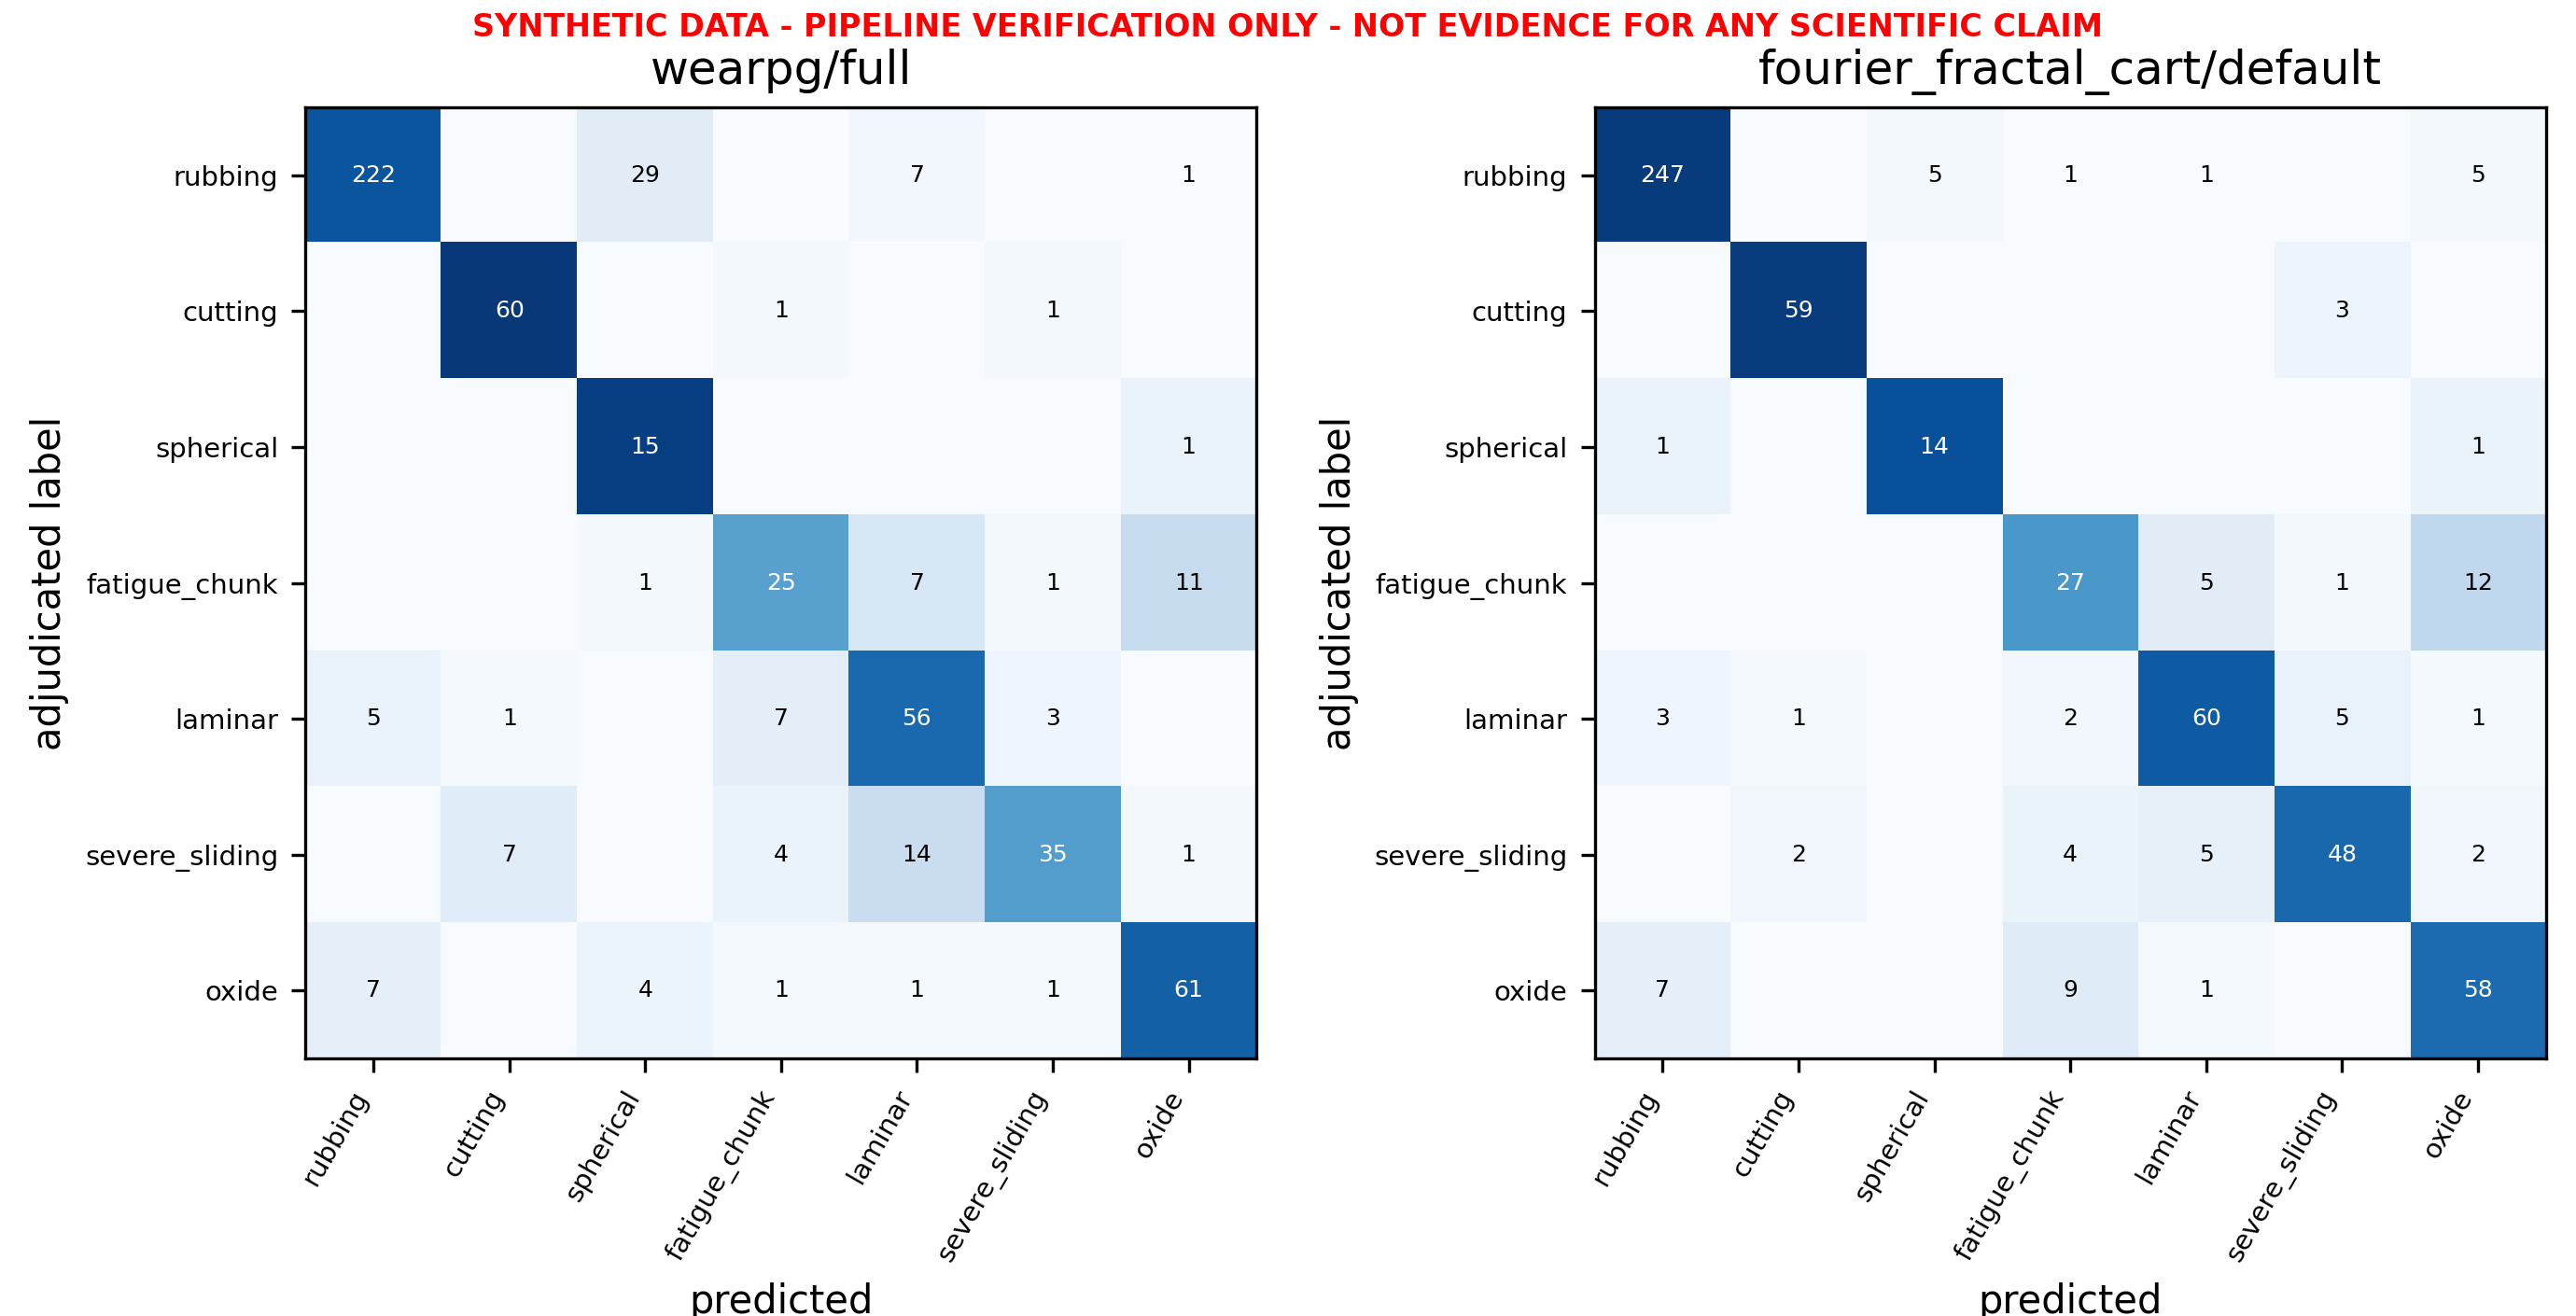 SYNTHETIC DATA - PIPELINE VERIFICATION ONLY - NOT EVIDENCE FOR ANY SCIENTIFIC CLAIM
wearpg/full
adjudicated label
rubbing 222 29 7 1
cutting 60 1 1
spherical 15 1
fatigue_chunk 1 25 7 1 11
laminar 5 1 7 56 3
severe_sliding 7 4 14 35 1
oxide 7 4 1 1 1 61
rubbing cutting spherical fatigue_chunk laminar severe_sliding oxide
predicted
fourier_fractal_cart/default
adjudicated label
rubbing 247 5 1 1 5
cutting 59 3
spherical 1 14 1
fatigue_chunk 27 5 1 12
laminar 3 1 2 60 5 1
severe_sliding 2 4 5 48 2
oxide 7 9 1 58
rubbing cutting spherical fatigue_chunk laminar severe_sliding oxide
predicted